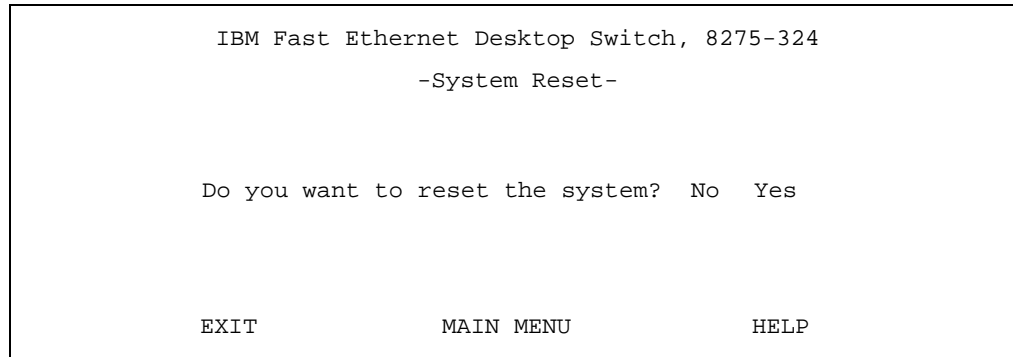 IBM Fast Ethernet Desktop Switch, 8275-324
-System Reset-
Do you want to reset the system? No Yes
EXIT MAIN MENU HELP